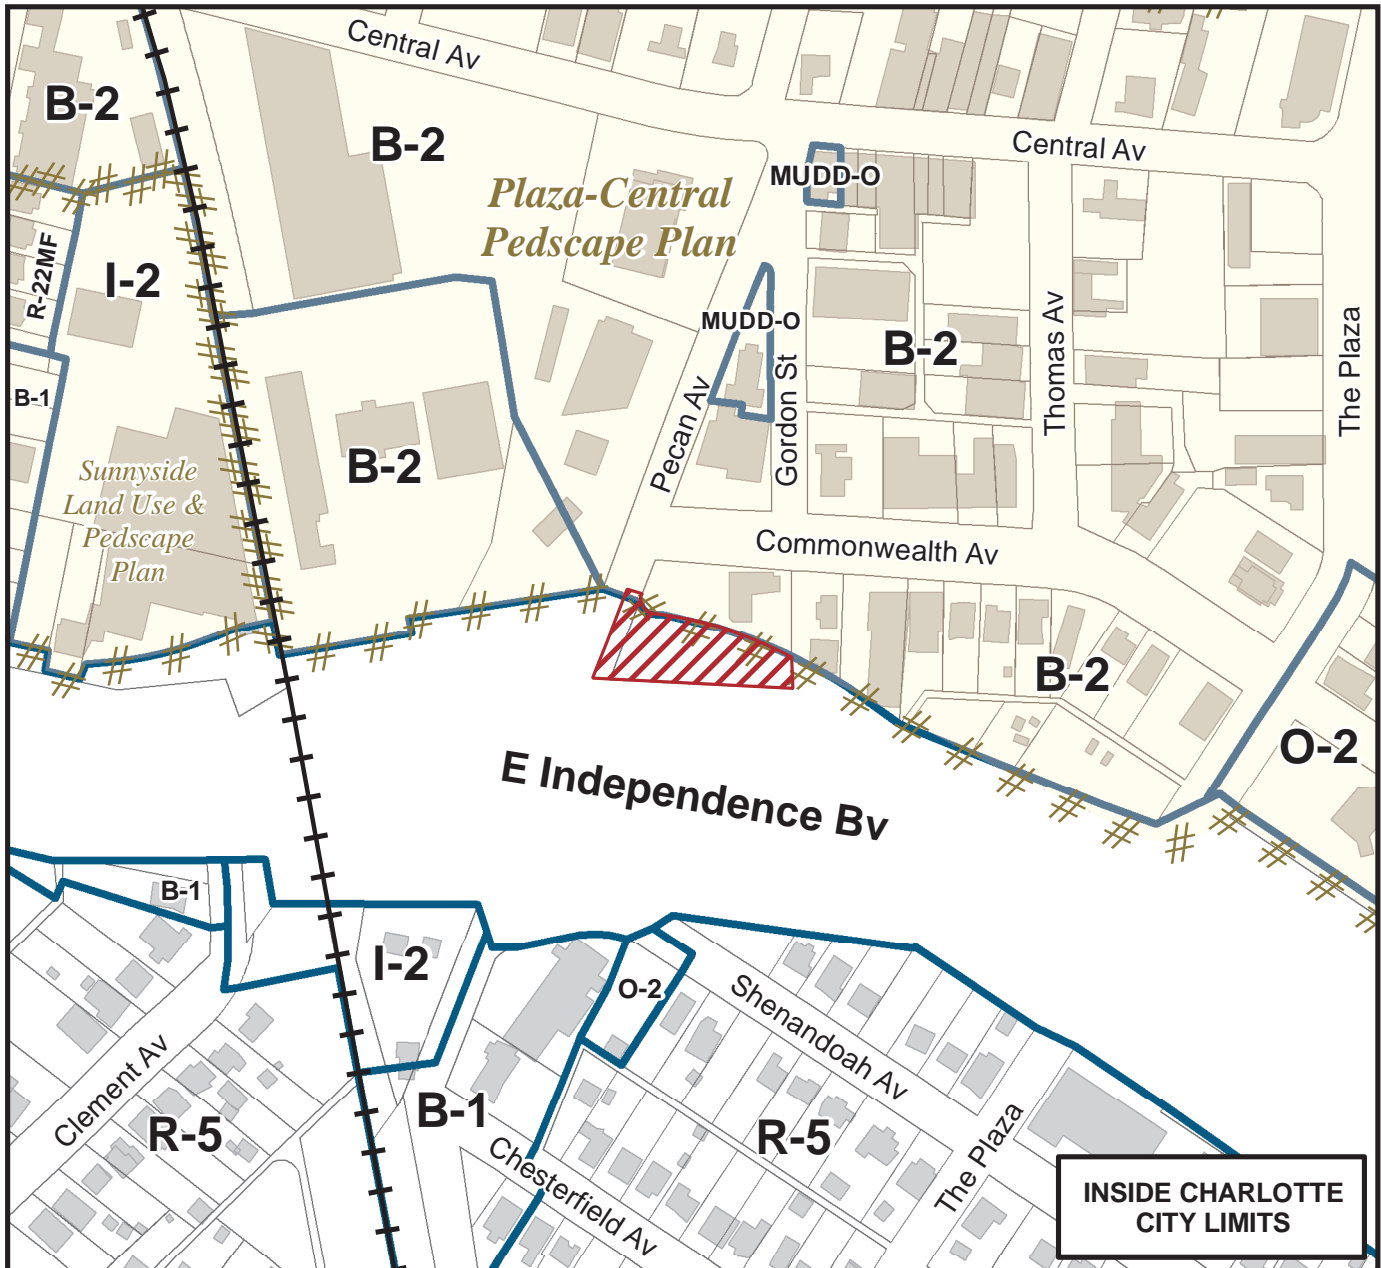 Central Av
B-2
B-2
Central Av
MUDD-O
Plaza-Central
Pedscape Plan
R-22MF
I-2
MUDD-O
B-2
Thomas Av
The Plaza
B-1
Pecan Av
Gordon St
B-2
Sunnyside
Land Use &
Pedscape
Plan
Commonwealth Av
B-2
O-2
E Independence Bv
B-1
I-2
O-2
Shenandoah Av
Clement Av
R-5
B-1
R-5
The Plaza
Chesterfield Av
INSIDE CHARLOTTE
CITY LIMITS